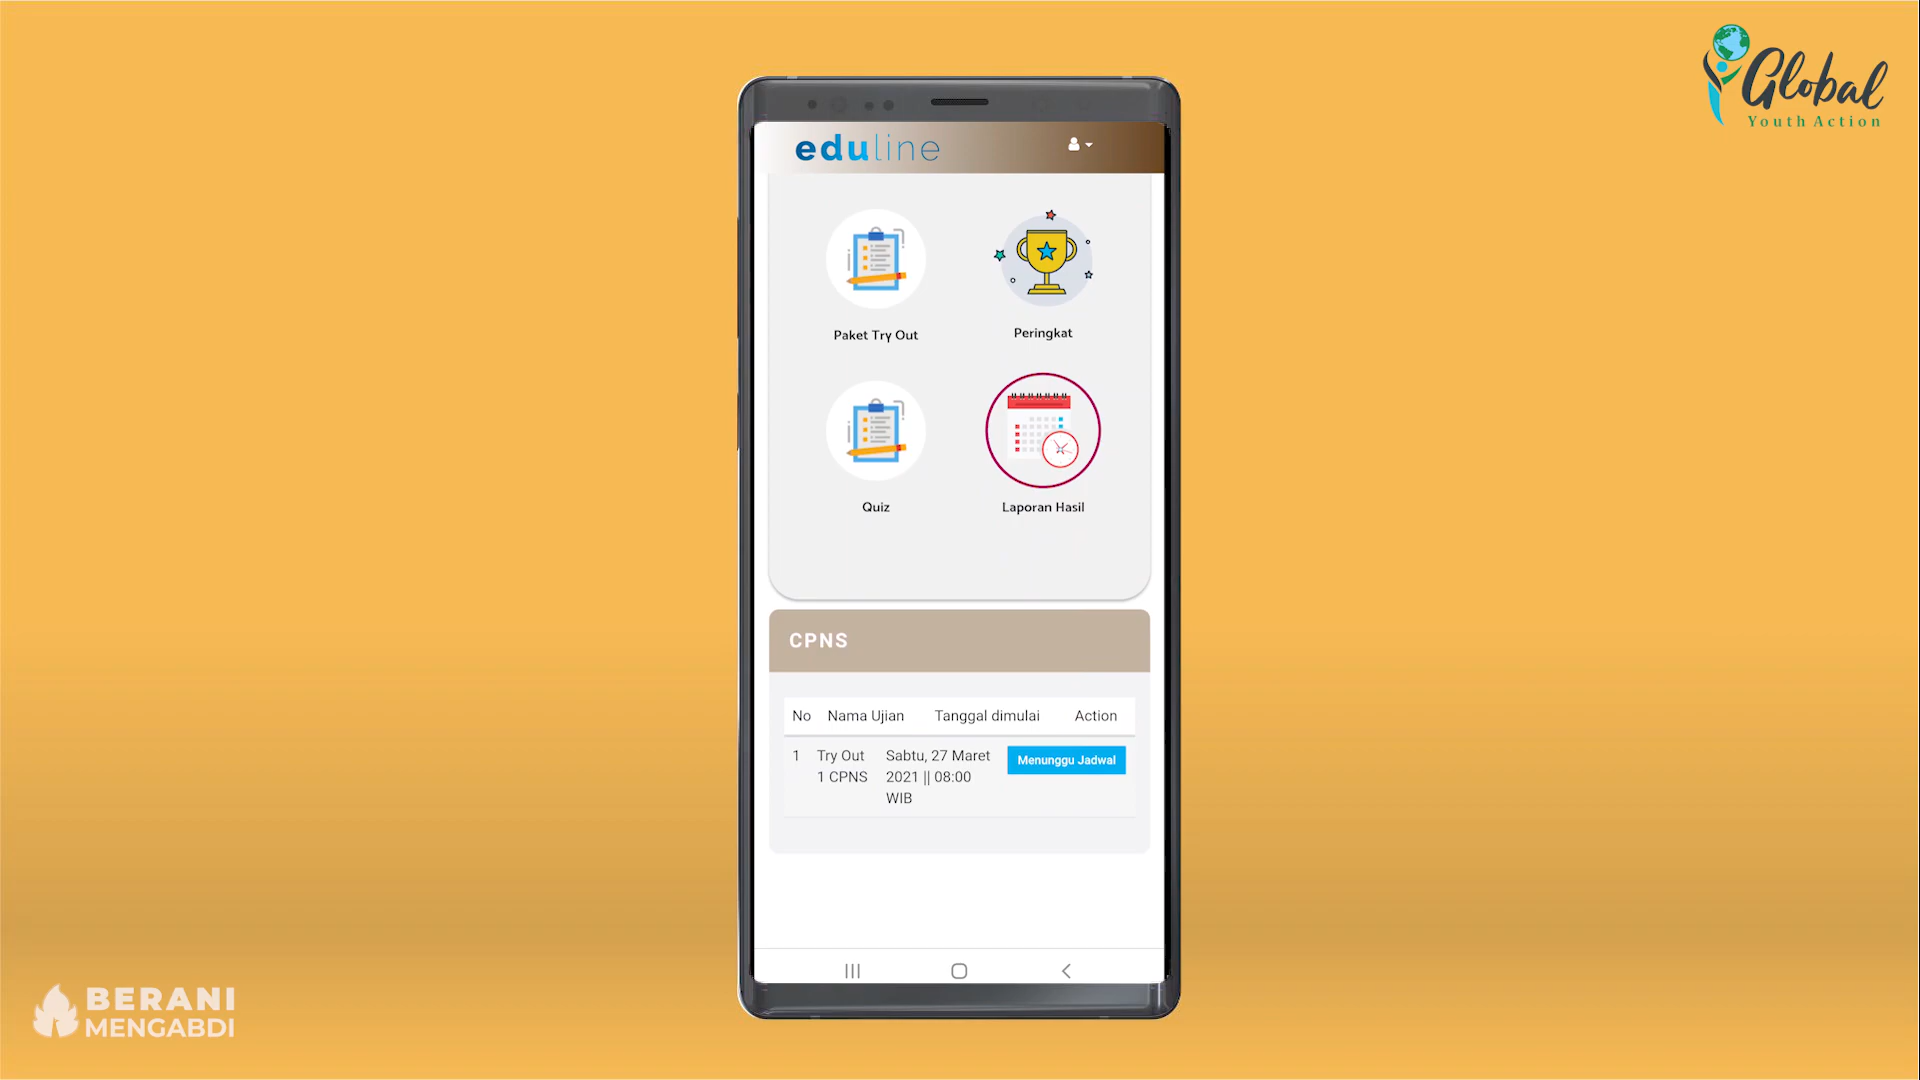 Global
Youth Action
eduline
Paket Try Out
Peringkat
Quiz
Laporan Hasil
CPNS
No Nama Ujian Tanggal dimulai Action
1 Try Out Sabtu, 27 Maret Menunggu Jadwal
1 CPNS 2021 || 08:00
WIB
BERANI
MENGABDI